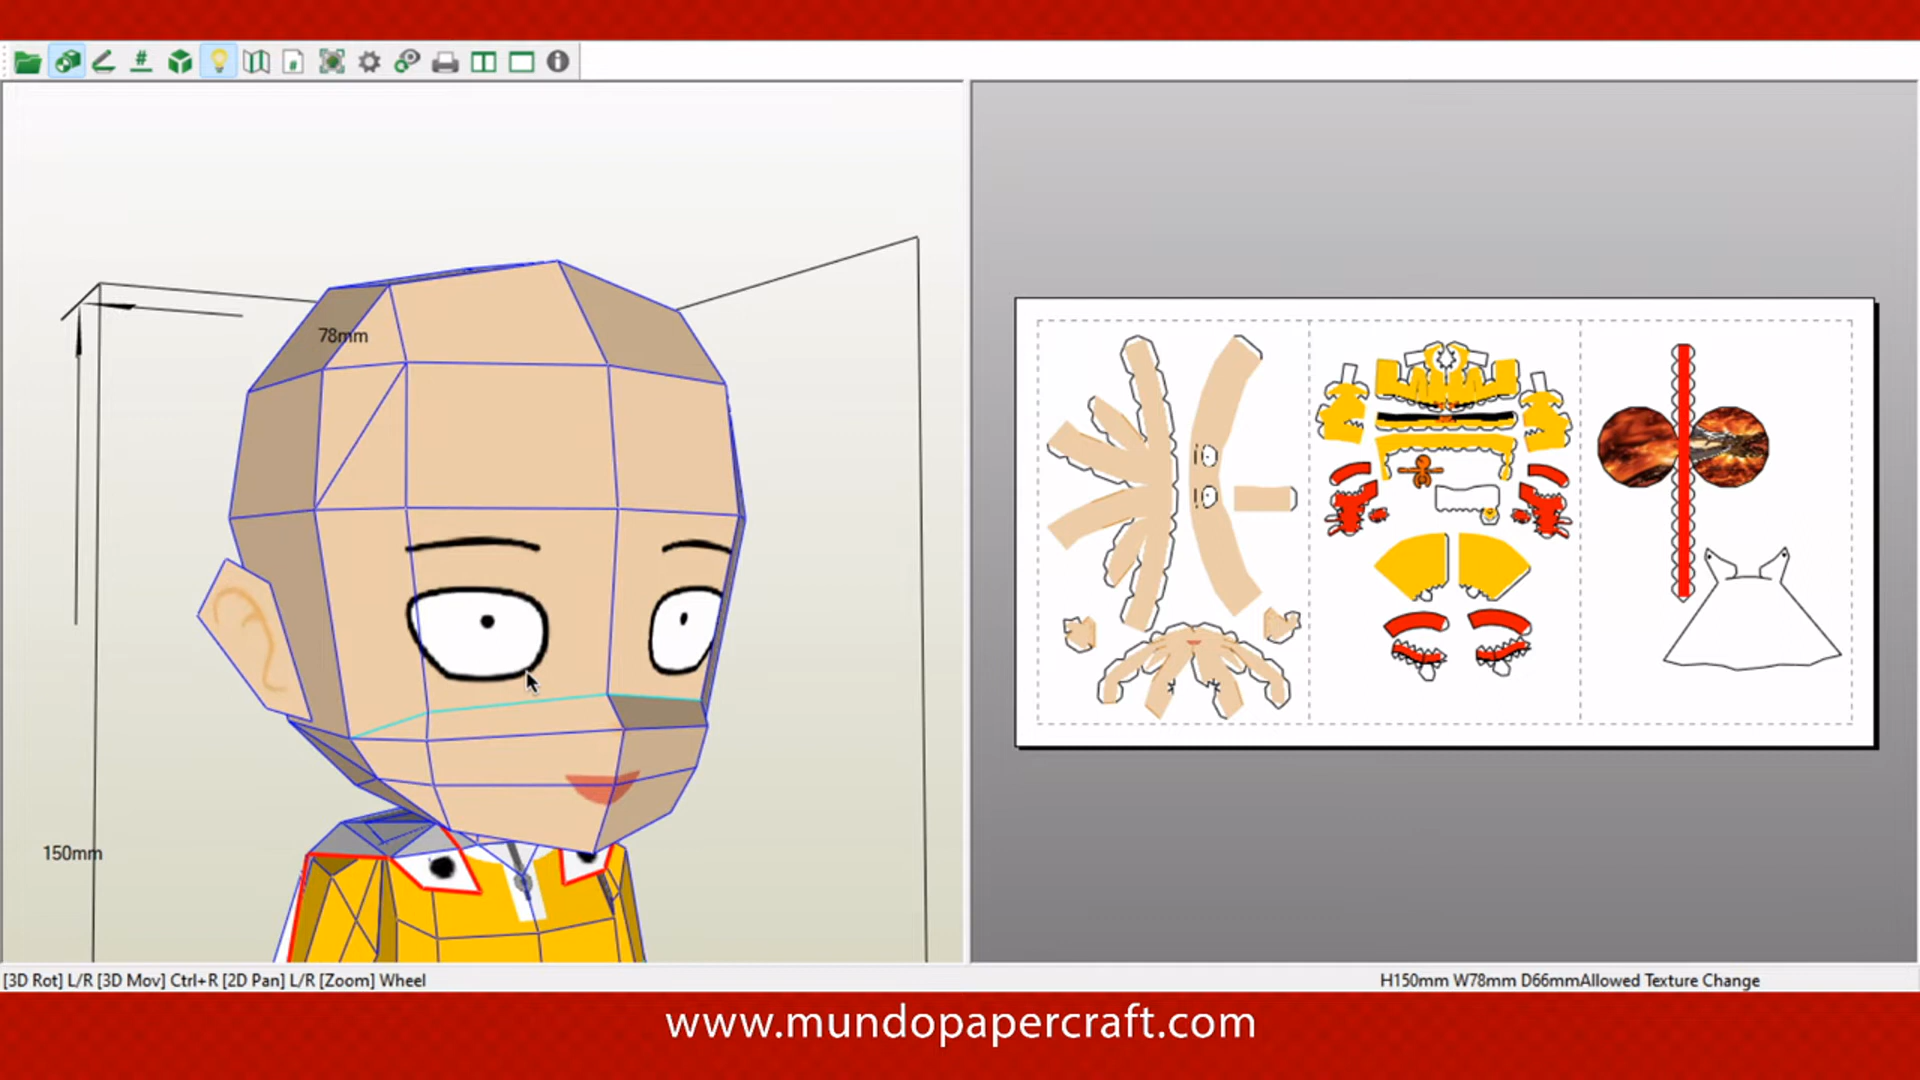 78mm
150mm
[3D Rot] L/R [3D Mov] Ctrl+R [2D Pan] L/R [Zoom] Wheel
H150mm W78mm D66mmAllowed Texture Change
www.mundopapercraft.com